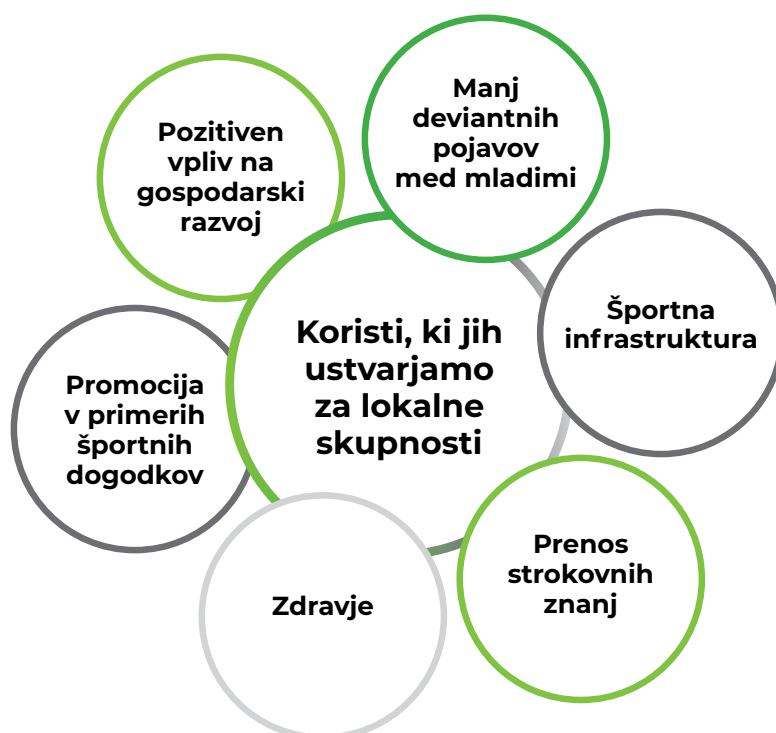 Manj
deviantnih
pojavov
med mladimi
Pozitiven
vpliv na
gospodarski
razvoj
Športna
infrastruktura
Koristi, ki jih
ustvarjamo
za lokalne
skupnosti
Promocija
v primerih
športnih
dogodkov
Prenos
strokovnih
znanj
Zdravje